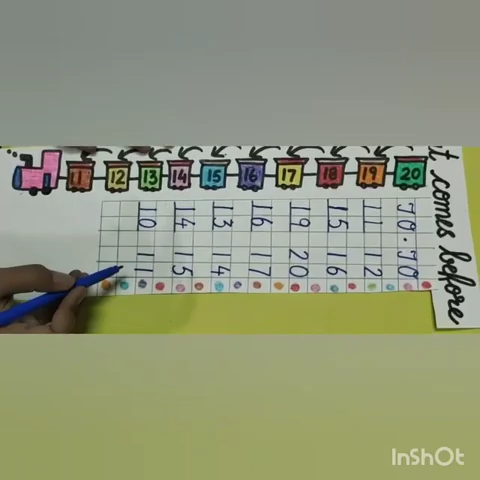 t comes before
11 12 13 14 15 16 17 18 19 20
10 14 13 16 19 15 11
11 15 14 17 20 16 12
InShOt